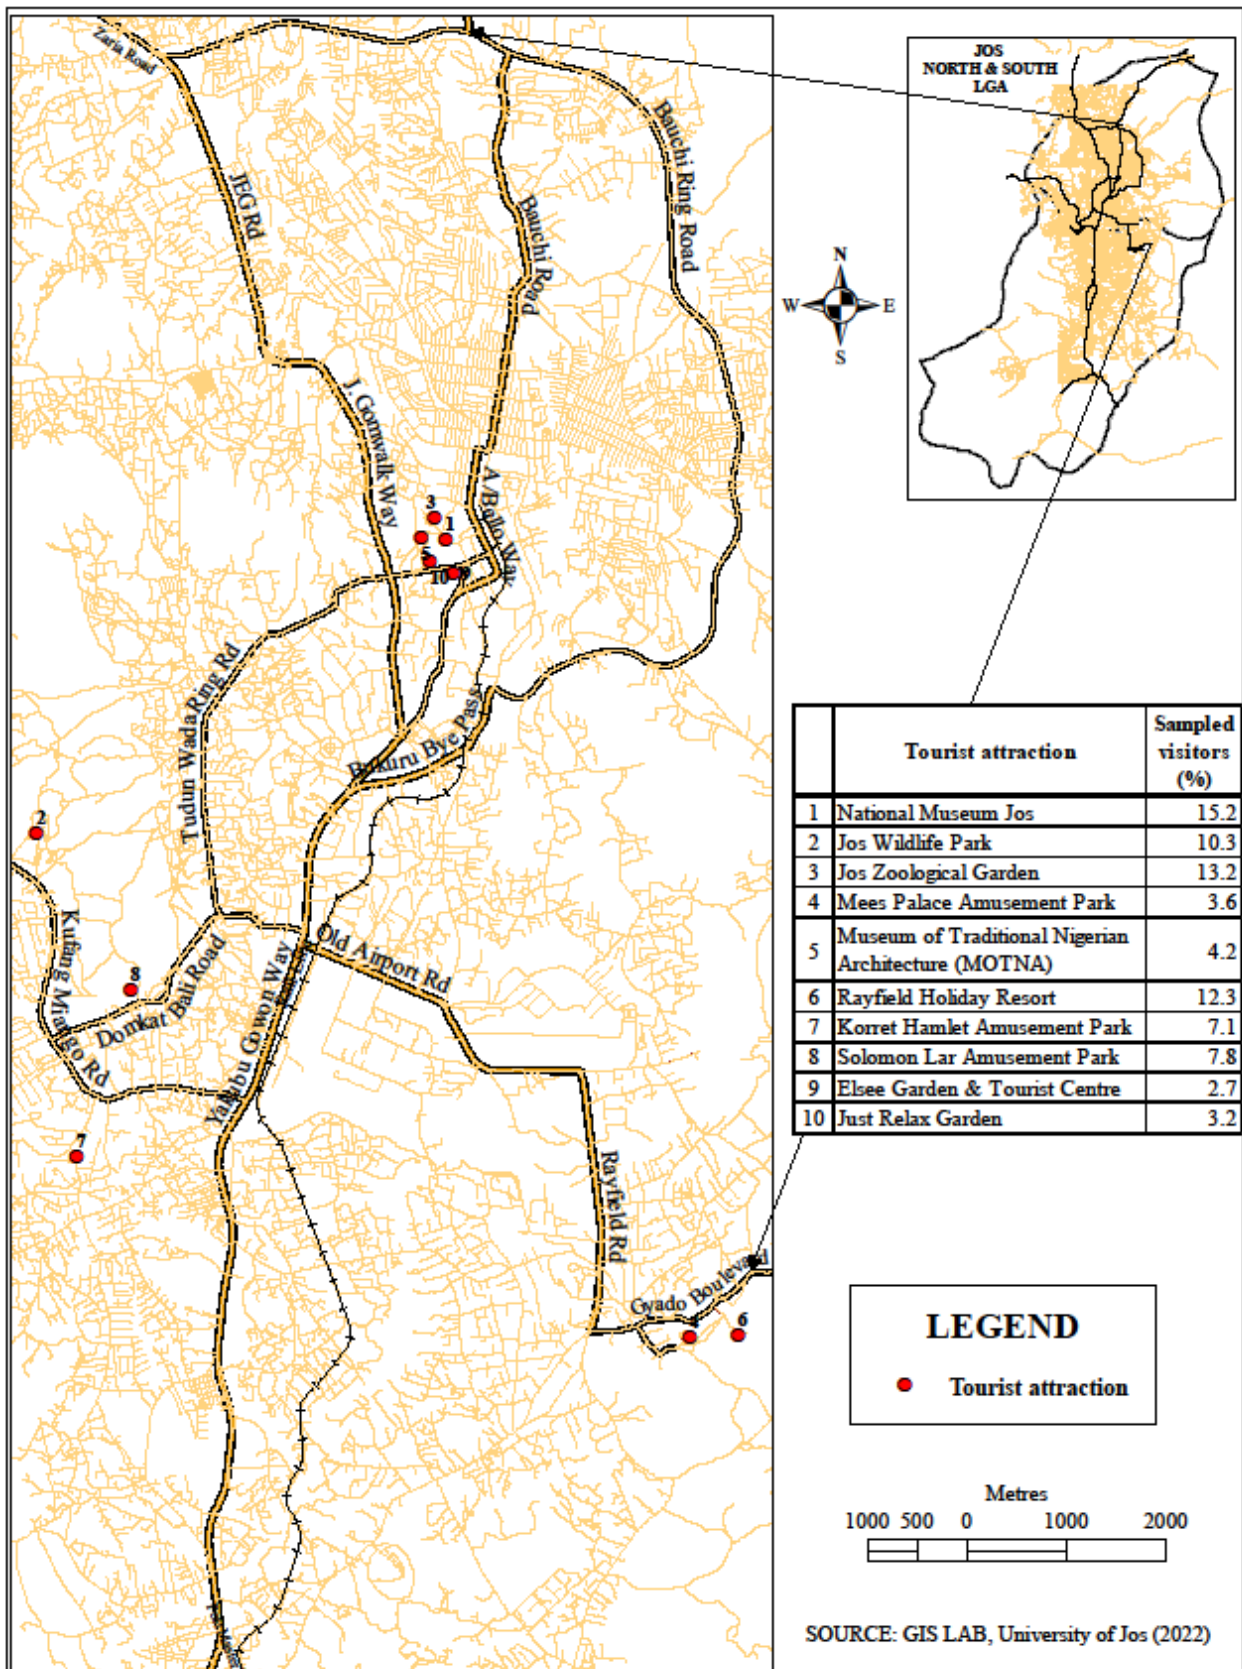 Zaria Road
JEG Rd
Bauchi Road
Bauchi Ring Road
J. Gomwalk Way
A/Bello Way
3
1
5
10
9
Tudun Wada Ring Rd
Bukuru Bye Pass
2
Kufang Miango Rd
8
Domkat Bali Road
Yakubu Gowon Way
Old Airport Rd
7
Rayfield Rd
Gyado Boulevard
4
6
JOS
NORTH & SOUTH
LGA
N
W
E
S
Tourist attraction
Sampled
visitors
(%)
1 National Museum Jos 15.2
2 Jos Wildlife Park 10.3
3 Jos Zoological Garden 13.2
4 Mees Palace Amusement Park 3.6
5 Museum of Traditional Nigerian
Architecture (MOTNA) 4.2
6 Rayfield Holiday Resort 12.3
7 Korret Hamlet Amusement Park 7.1
8 Solomon Lar Amusement Park 7.8
9 Elsee Garden & Tourist Centre 2.7
10 Just Relax Garden 3.2
LEGEND
Tourist attraction
Metres
1000 500 0 1000 2000
SOURCE: GIS LAB, University of Jos (2022)